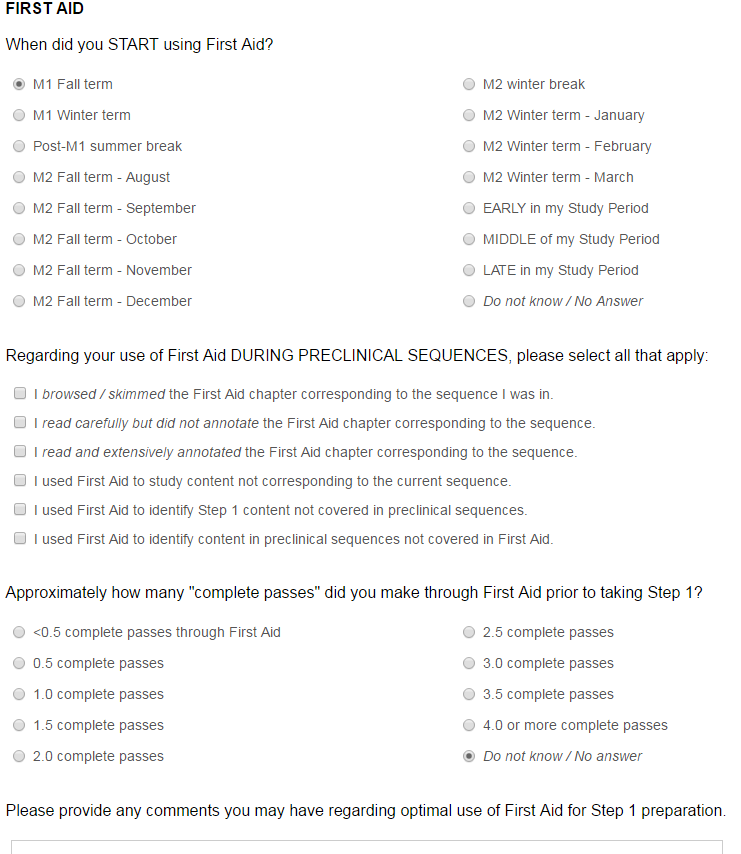 FIRST AID
When did you START using First Aid?
M1 Fall term
M1 Winter term
Post-M1 summer break
M2 Fall term - August
M2 Fall term - September
M2 Fall term - October
M2 Fall term - November
M2 Fall term - December
M2 winter break
M2 Winter term - January
M2 Winter term - February
M2 Winter term - March
EARLY in my Study Period
MIDDLE of my Study Period
LATE in my Study Period
Do not know / No Answer
Regarding your use of First Aid DURING PRECLINICAL SEQUENCES, please select all that apply:
I browsed / skimmed the First Aid chapter corresponding to the sequence I was in.
I read carefully but did not annotate the First Aid chapter corresponding to the sequence.
I read and extensively annotated the First Aid chapter corresponding to the sequence.
I used First Aid to study content not corresponding to the current sequence.
I used First Aid to identify Step 1 content not covered in preclinical sequences.
I used First Aid to identify content in preclinical sequences not covered in First Aid.
Approximately how many "complete passes" did you make through First Aid prior to taking Step 1?
<0.5 complete passes through First Aid
0.5 complete passes
1.0 complete passes
1.5 complete passes
2.0 complete passes
2.5 complete passes
3.0 complete passes
3.5 complete passes
4.0 or more complete passes
Do not know / No answer
Please provide any comments you may have regarding optimal use of First Aid for Step 1 preparation.